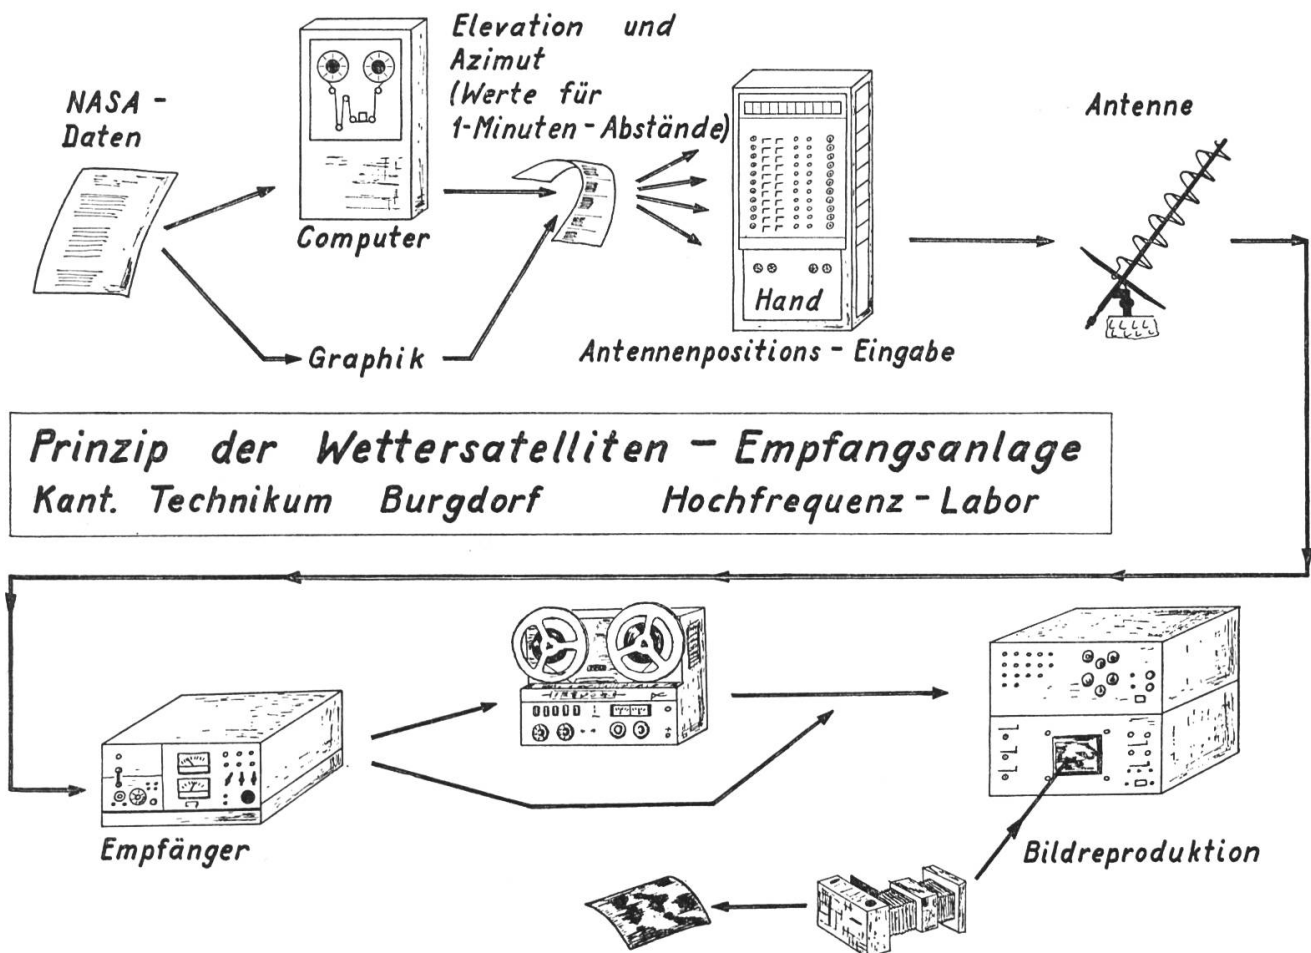 NASA -
Daten
Computer
Elevation und
Azimut
(Werte für
1-Minuten-Abstände)
Graphik
Hand
Antennenpositions - Eingabe
Antenne
Prinzip der Wettersatelliten - Empfangsanlage
Kant. Technikum Burgdorf Hochfrequenz - Labor
Empfänger
Bildreproduktion